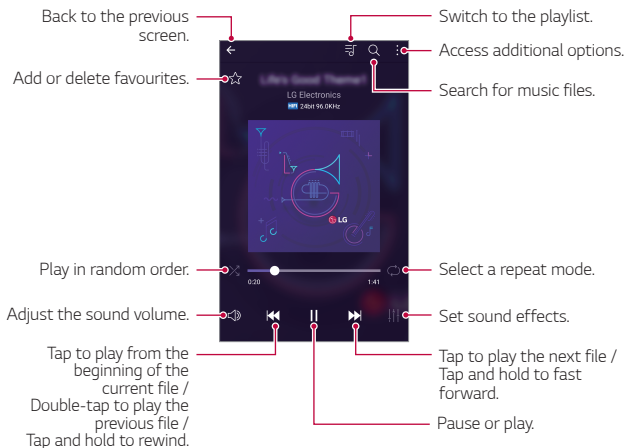 Back to the previous
screen.
Switch to the playlist.
Access additional options.
Add or delete favourites.
Search for music files.
Life's Good Theme?
LG Electronics
HiFi 24bit 96.0KHz
LG
Play in random order.
Select a repeat mode.
0:20
1:41
Adjust the sound volume.
Set sound effects.
Tap to play from the
beginning of the
current file /
Double-tap to play the
previous file /
Tap and hold to rewind.
Tap to play the next file /
Tap and hold to fast
forward.
Pause or play.